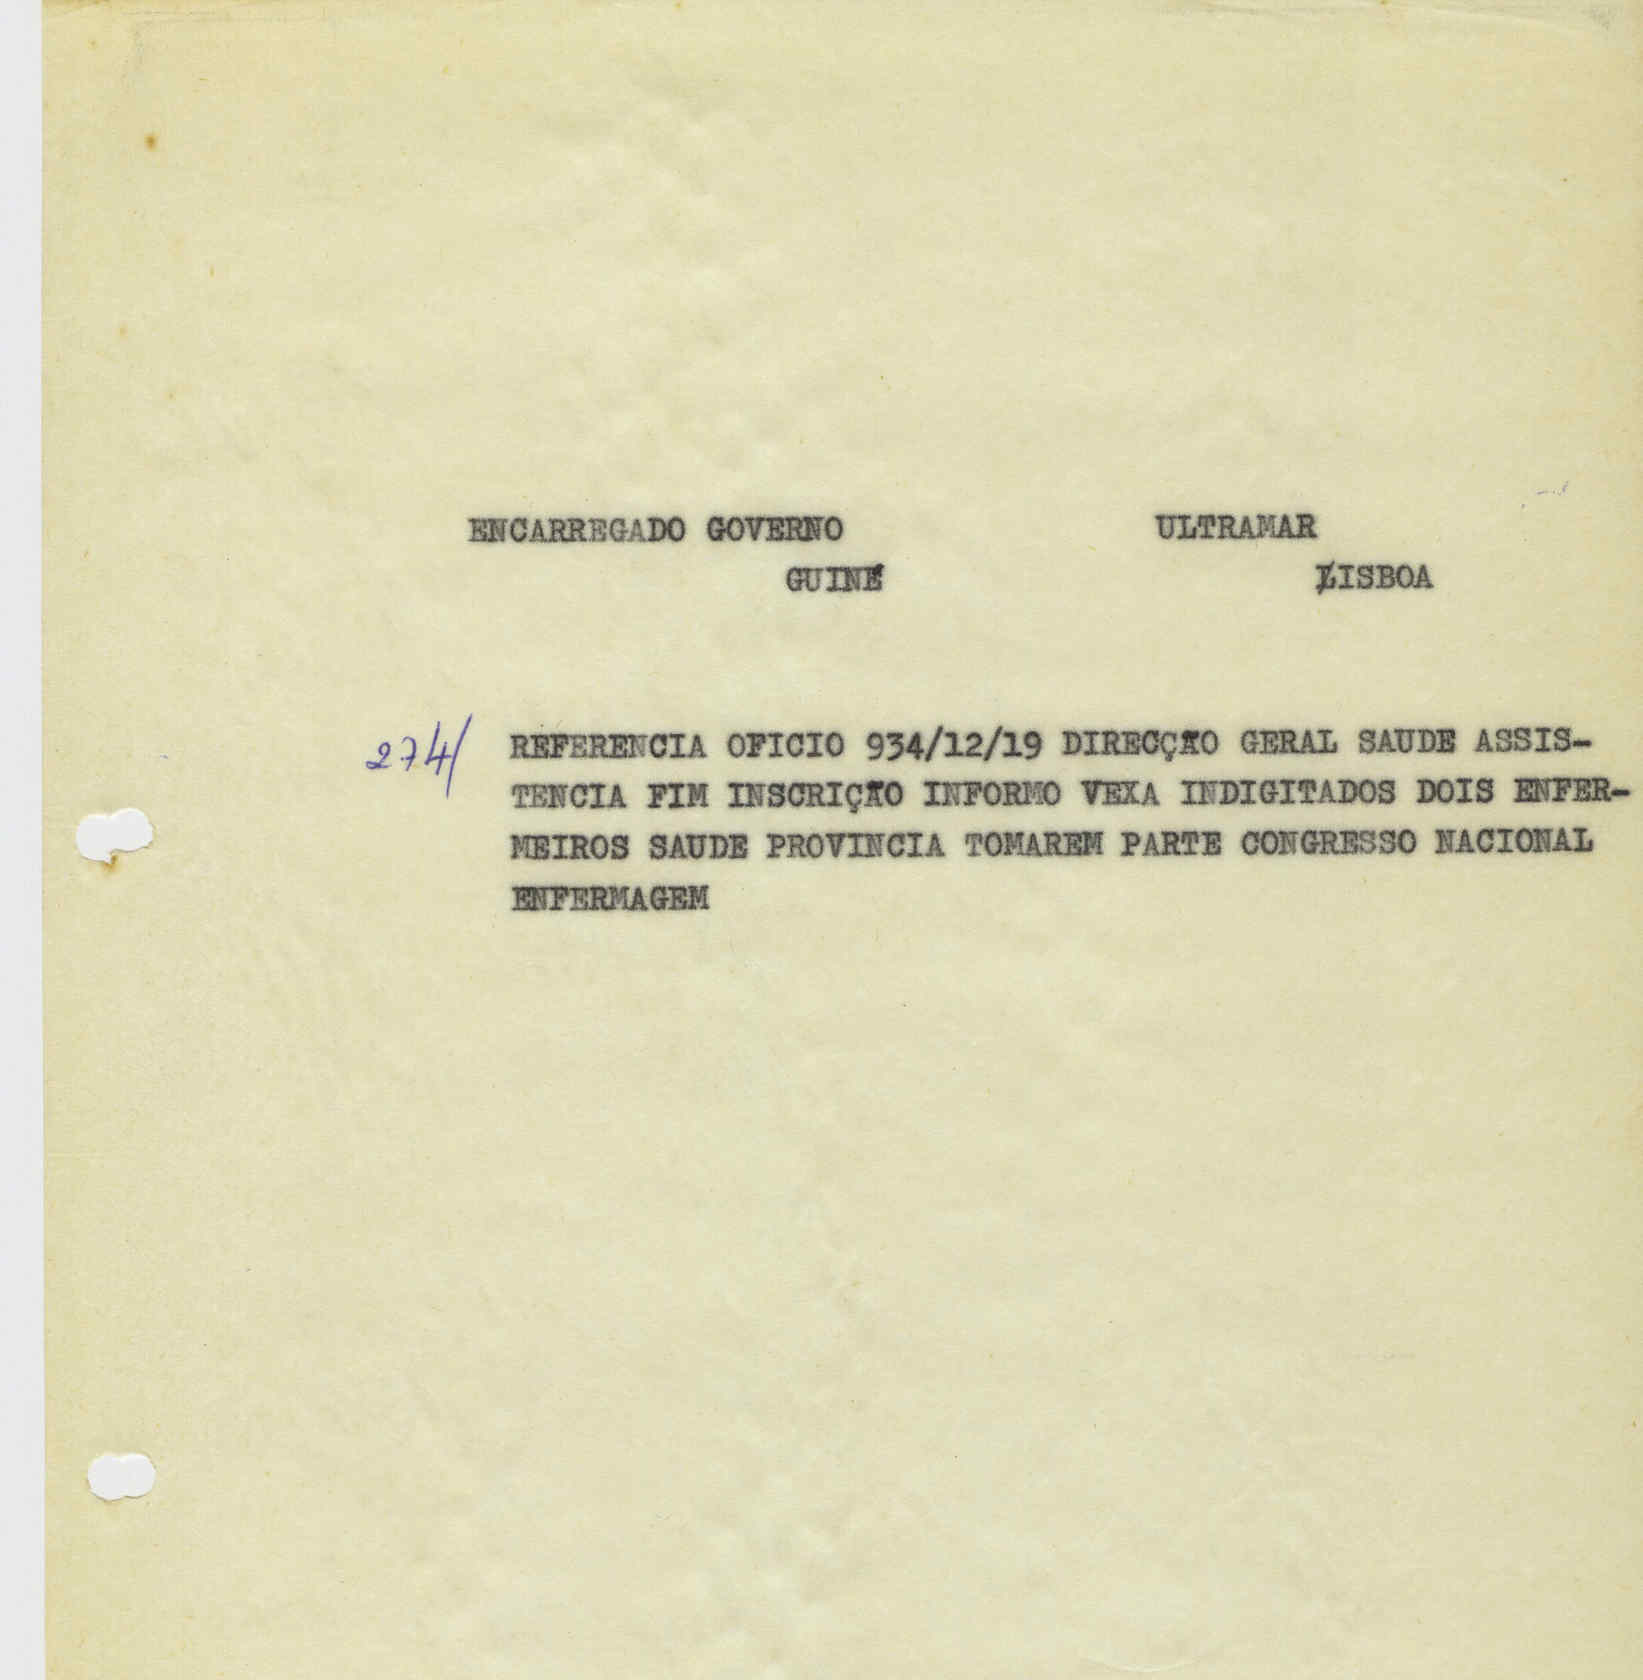 ENCARREGADO GOVERNO ULTRAMAR
GUINÉ LISBOA
274/ REFERENCIA OFICIO 934/12/19 DIRECÇÃO GERAL SAUDE ASSIS-
TENCIA FIM INSCRIÇÃO INFORMO VEXA INDIGITADOS DOIS ENFER-
MEIROS SAUDE PROVINCIA TOMAREM PARTE CONGRESSO NACIONAL
ENFERMAGEM